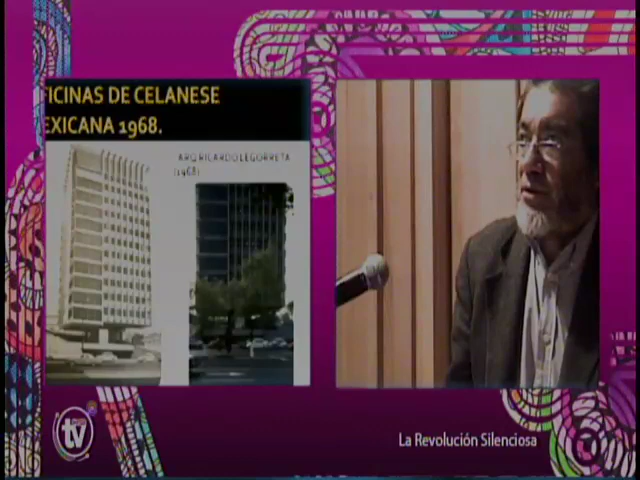 FICINAS DE CELANESE
EXICANA 1968.
ARQ RICARDO LEGORRETA
(1968)
tv
La Revolución Silenciosa